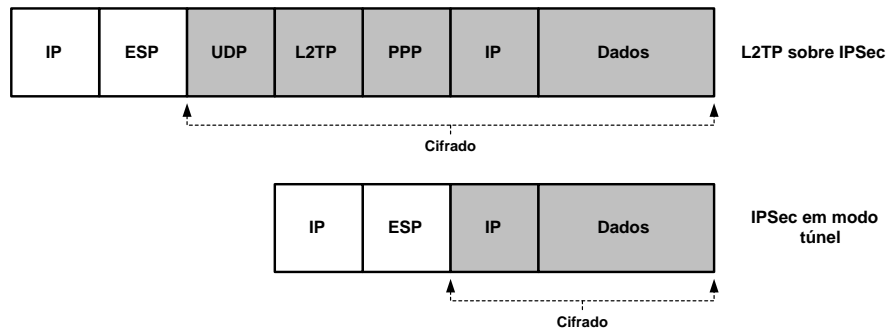 IP ESP UDP L2TP PPP IP Dados L2TP sobre IPSec
Cifrado
IP ESP IP Dados IPSec em modo
túnel
Cifrado